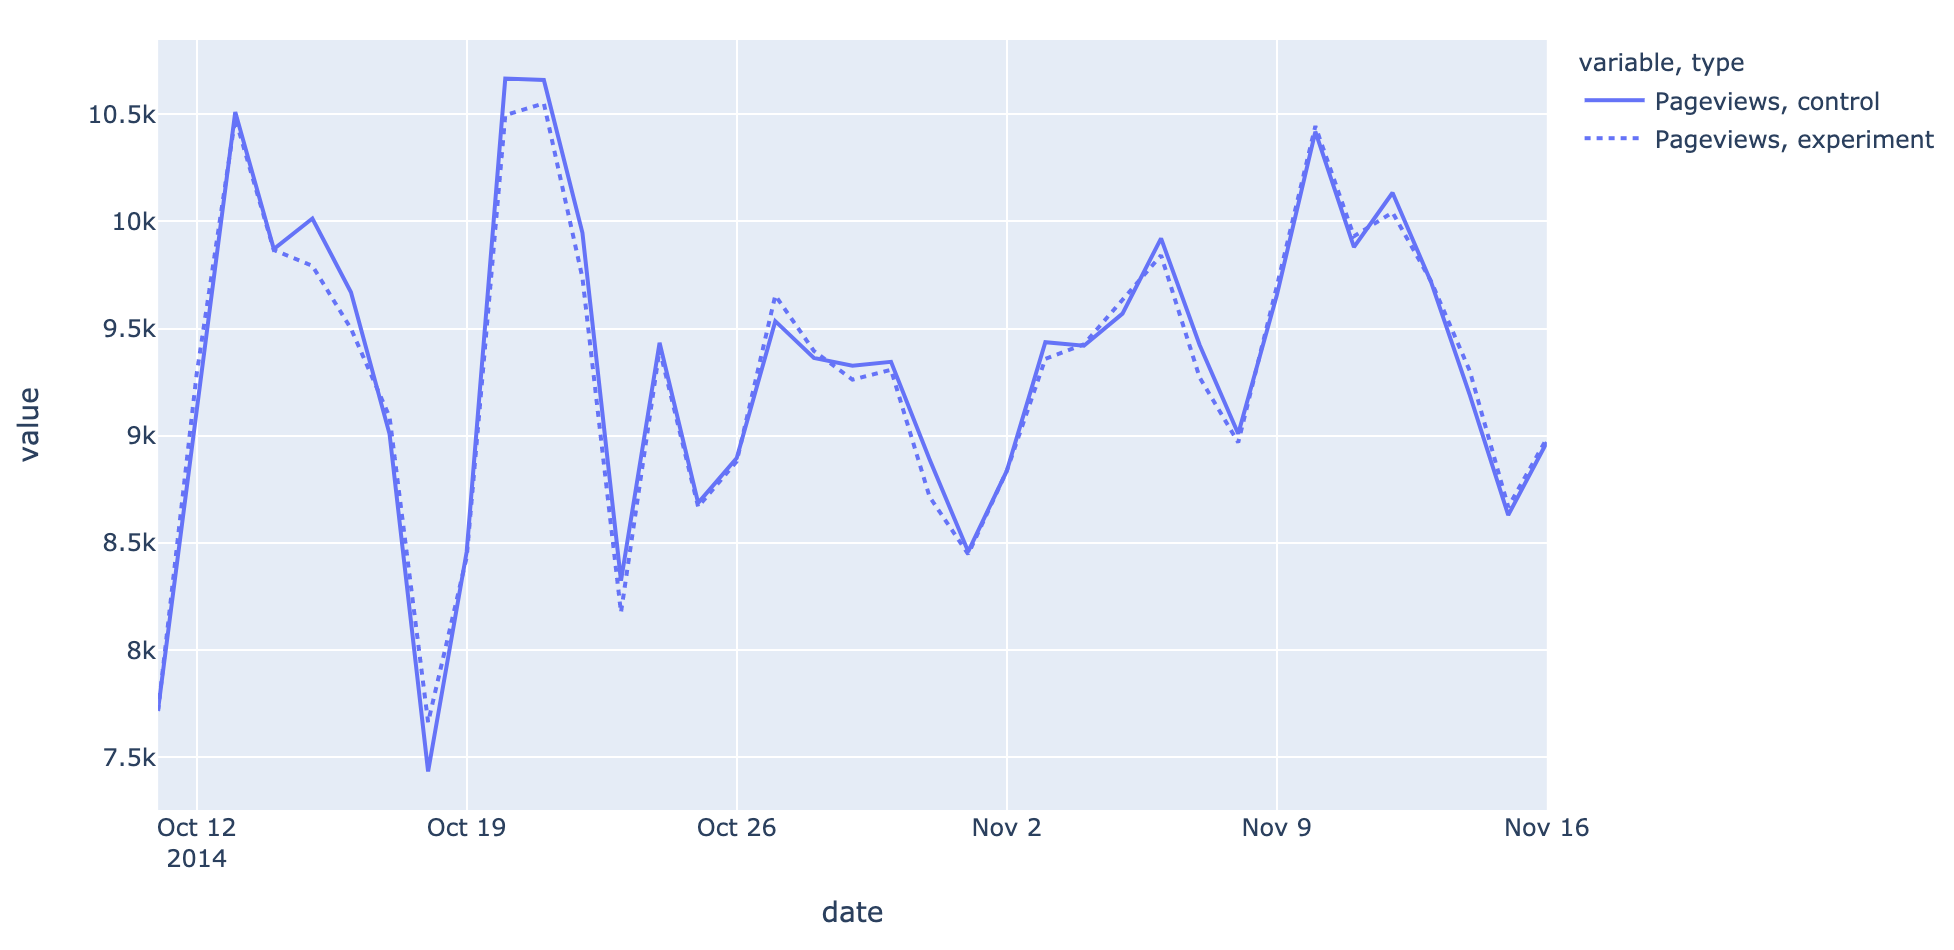 variable, type
Pageviews, control
Pageviews, experiment
10.5k
10k
9.5k
9k
8.5k
8k
7.5k
value
Oct 12
2014
Oct 19
Oct 26
Nov 2
Nov 9
Nov 16
date